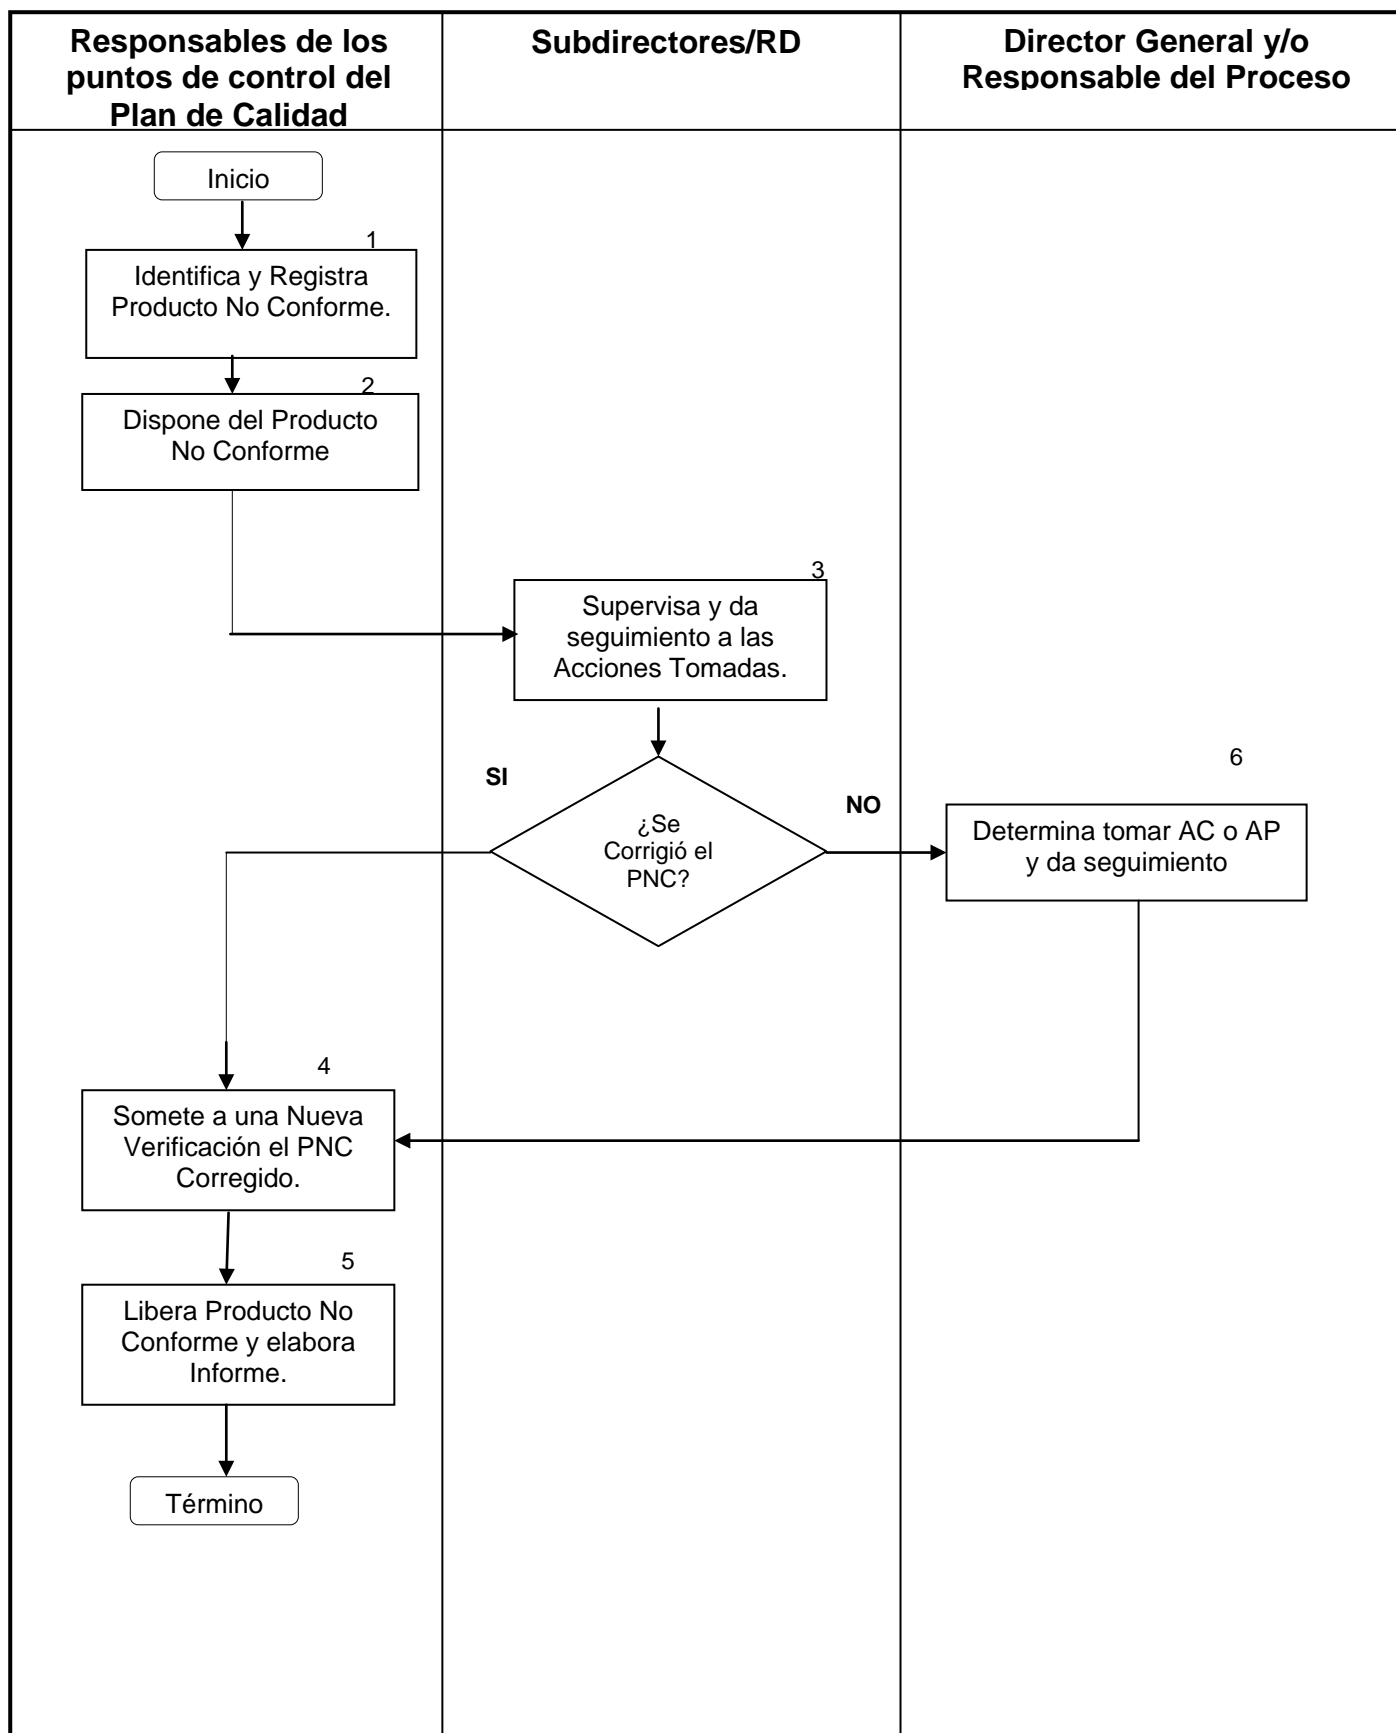 Responsables de los
puntos de control del
Plan de Calidad
Subdirectores/RD
Director General y/o
Responsable del Proceso
Inicio
1
Identifica y Registra
Producto No Conforme.
2
Dispone del Producto
No Conforme
3
Supervisa y da
seguimiento a las
Acciones Tomadas.
SI
¿Se
Corrigió el
PNC?
NO
6
Determina tomar AC o AP
y da seguimiento
4
Somete a una Nueva
Verificación el PNC
Corregido.
5
Libera Producto No
Conforme y elabora
Informe.
Término